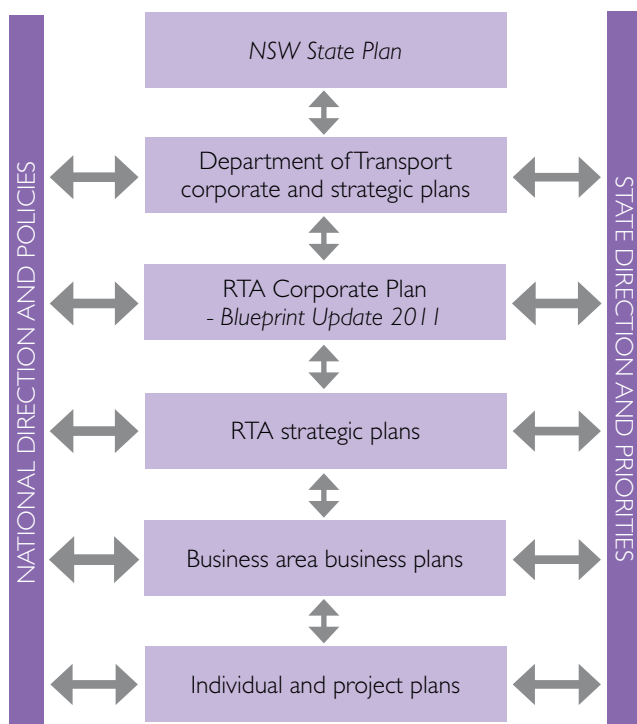 NSW State Plan
NATIONAL DIRECTION AND POLICIES
Department of Transport
corporate and strategic plans
STATE DIRECTION AND PRIORITIES
RTA Corporate Plan
- Blueprint Update 2011
RTA strategic plans
Business area business plans
Individual and project plans